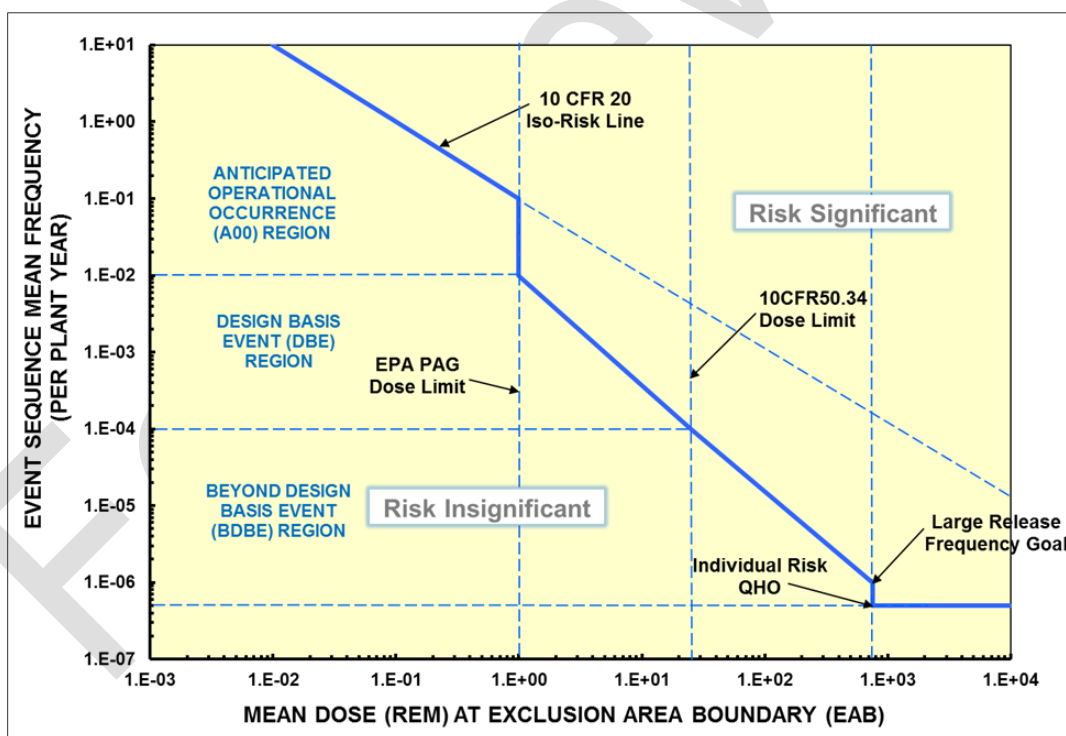 1.E+01
1.E+00
1.E-01
1.E-02
1.E-03
1.E-04
1.E-05
1.E-06
1.E-07
EVENT SEQUENCE MEAN FREQUENCY
(PER PLANT YEAR)
10 CFR 20
Iso-Risk Line
ANTICIPATED
OPERATIONAL
OCCURRENCE
(A00) REGION
Risk Significant
DESIGN BASIS
EVENT (DBE)
REGION
EPA PAG
Dose Limit
10CFR50.34
Dose Limit
BEYOND DESIGN
BASIS EVENT
(BDBE) REGION
Risk Insignificant
Large Release
Frequency Goal
Individual Risk
QHO
1.E-03 1.E-02 1.E-01 1.E+00 1.E+01 1.E+02 1.E+03 1.E+04
MEAN DOSE (REM) AT EXCLUSION AREA BOUNDARY (EAB)